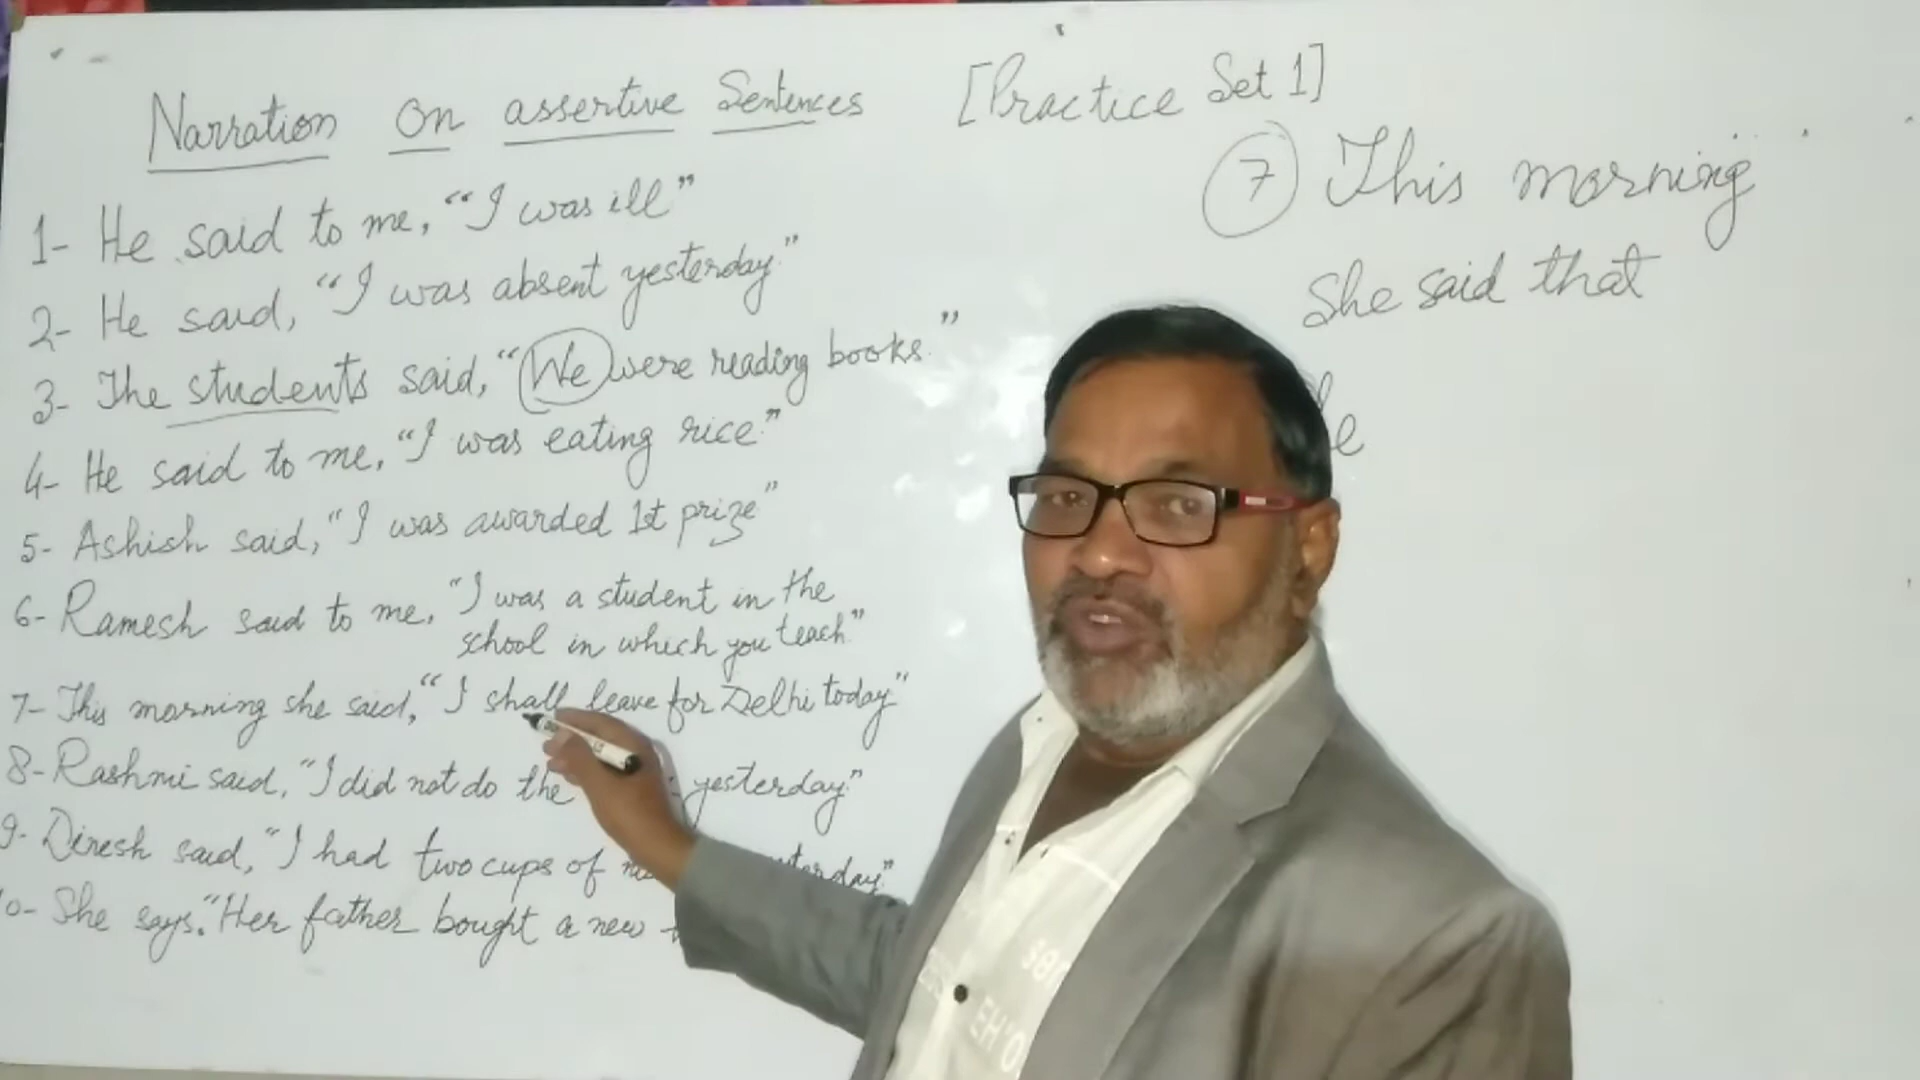 Narration on assertive Sentences [Practice Set 1]
1- He said to me, "I was ill"
2- He said, "I was absent yesterday."
3- The students said, "We were reading books."
4- He said to me, "I was eating rice."
5- Ashish said, "I was awarded 1st prize"
6- Ramesh said to me, "I was a student in the
school in which you teach."
7- This morning she said, "I shall leave for Delhi today."
8- Rashmi said, "I did not do the yesterday."
9- Dinesh said, "I had two cups of
10- She says, "Her father bought a new
7 This morning
She said that